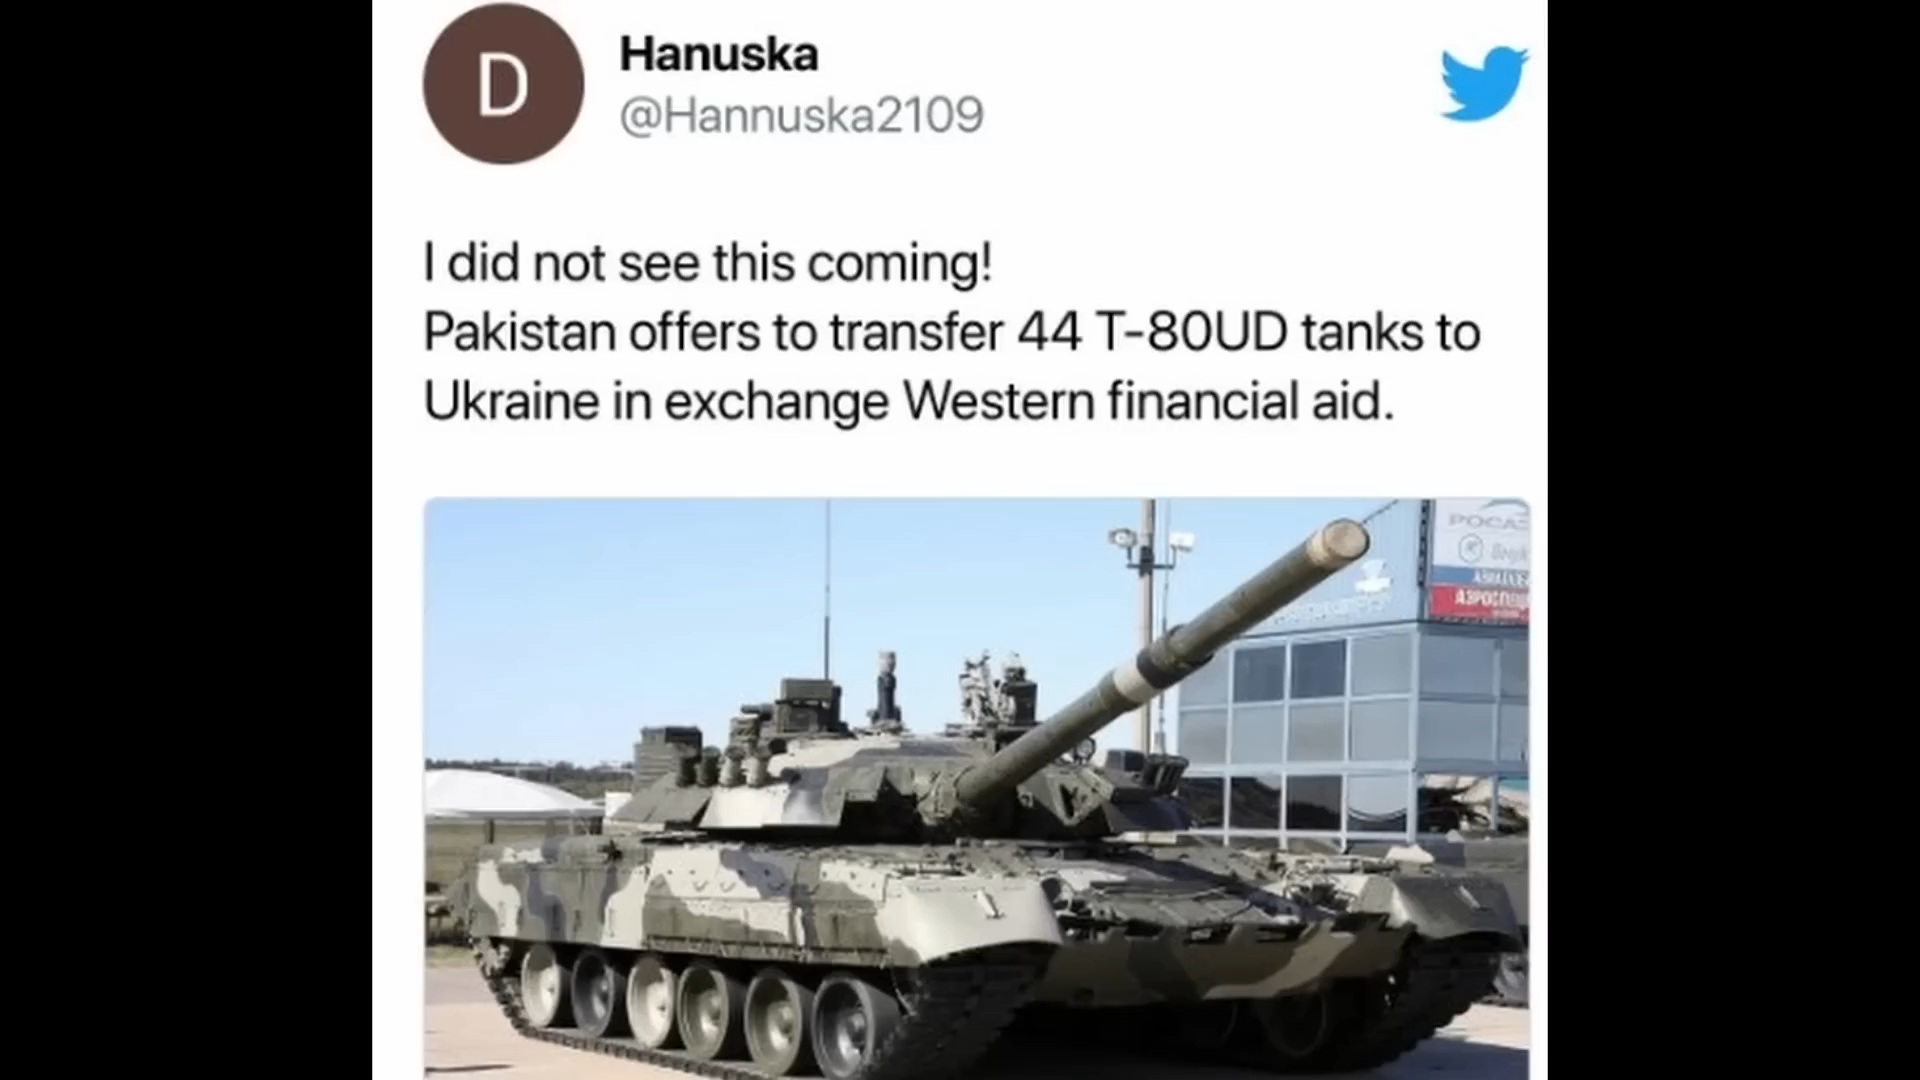 D
Hanuska
@Hannuska2109
I did not see this coming!
Pakistan offers to transfer 44 T-80UD tanks to
Ukraine in exchange Western financial aid.